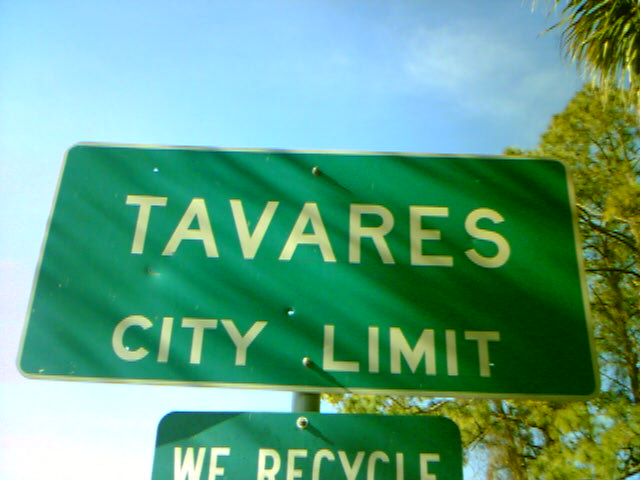 TAVARES
CITY LIMIT
WE RECYCLE